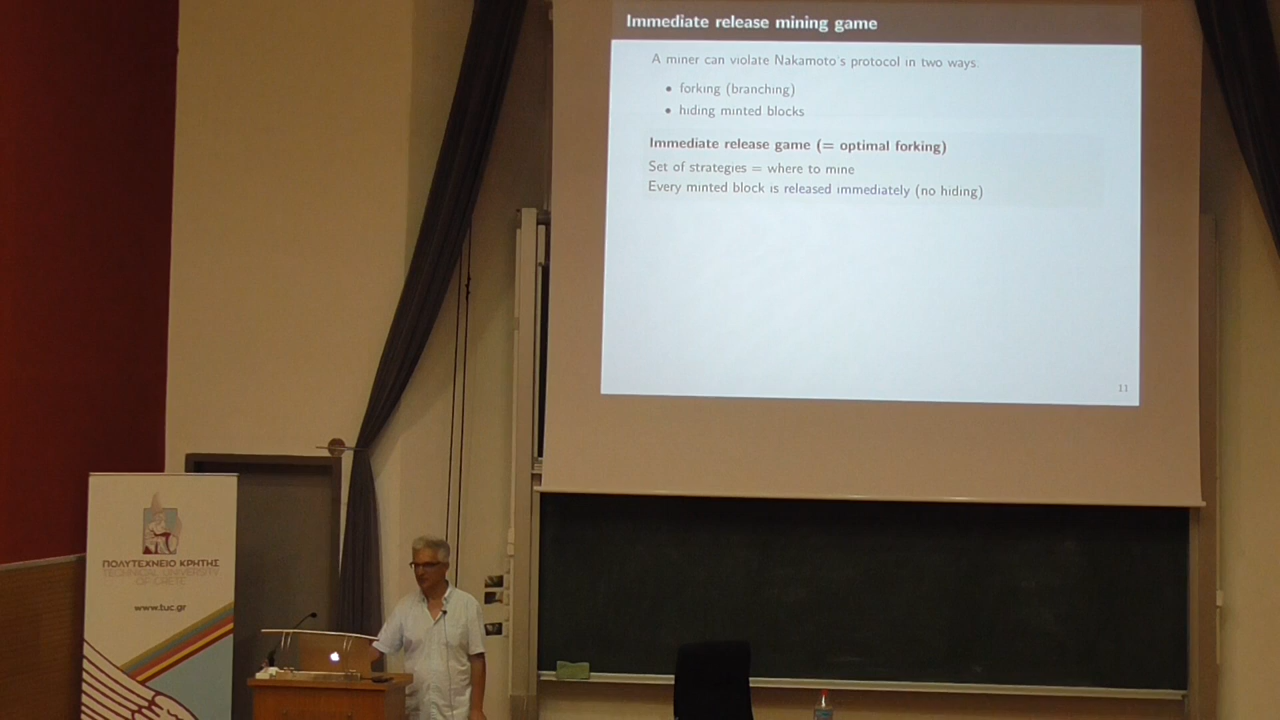 Immediate release mining game
A miner can violate Nakamoto's protocol in two ways.
• forking (branching)
• hiding minted blocks
Immediate release game (= optimal forking)
Set of strategies = where to mine
Every minted block is released immediately (no hiding)
11
ΠΟΛΥΤΕΧΝΕΙΟ ΚΡΗΤΗΣ
TECHNICAL UNIVERSITY
OF CRETE
www.tuc.gr